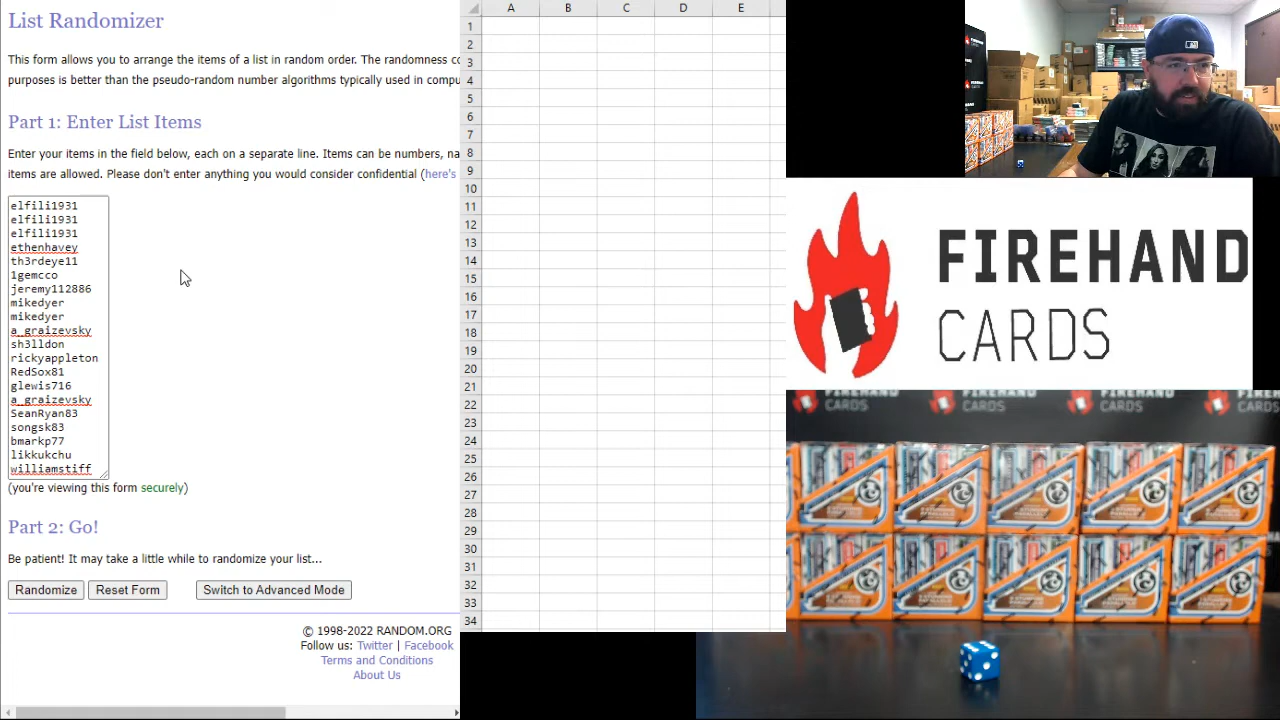 List Randomizer
This form allows you to arrange the items of a list in random order. The randomness co
purposes is better than the pseudo-random number algorithms typically used in compu
Part 1: Enter List Items
Enter your items in the field below, each on a separate line. Items can be numbers, na
items are allowed. Please don't enter anything you would consider confidential (here's
elfili1931
elfili1931
elfili1931
ethenhavey
th3rdeye11
1gemcco
jeremy112886
mikedyer
mikedyer
a_graizevsky
sh3lldon
rickyappleton
RedSox81
glewis716
a_graizevsky
SeanRyan83
songsk83
bmarkp77
likkukchu
williamstiff
(you're viewing this form securely)
Part 2: Go!
Be patient! It may take a little while to randomize your list...
Randomize Reset Form Switch to Advanced Mode
© 1998-2022 RANDOM.ORG
Follow us: Twitter | Facebook
Terms and Conditions
About Us
A B C D E
1
2
3
4
5
6
7
8
9
10
11
12
13
14
15
16
17
18
19
20
21
22
23
24
25
26
27
28
29
30
31
32
33
34
FIREHAND
CARDS
FIREHAND
CARDS